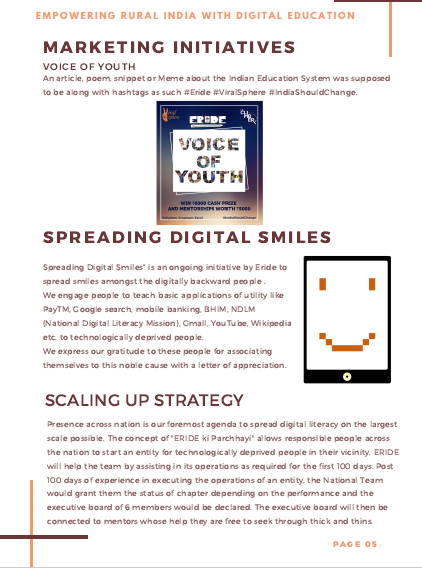 EMPOWERING RURAL INDIA WITH DIGITAL EDUCATION
MARKETING INITIATIVES
VOICE OF YOUTH
An article, poem, snippet or Meme about the Indian Education System was supposed
to be along with hashtags as such #Eride #ViralSphere #IndiaShouldChange.
ERIDE
VOICE
OF
YOUTH
WIN ₹6000 CASH PRIZE
AND MENTORSHIPS WORTH ₹5000
#IndiaShouldChange
SPREADING DIGITAL SMILES
Spreading Digital Smiles" is an ongoing initiative by Eride to
spread smiles amongst the digitally backward people .
We engage people to teach basic applications of utility like
PayTM, Google search, mobile banking, BHIM, NDLM
(National Digital Literacy Mission), Gmail, YouTube, Wikipedia
etc. to technologically deprived people.
We express our gratitude to these people for associating
themselves to this noble cause with a letter of appreciation.
SCALING UP STRATEGY
Presence across nation is our foremost agenda to spread digital literacy on the largest
scale possible. The concept of "ERIDE ki Parchhayi" allows responsible people across
the nation to start an entity for technologically deprived people in their vicinity. ERIDE
will help the team by assisting in its operations as required for the first 100 days. Post
100 days of experience in executing the operations of an entity, the National Team
would grant them the status of chapter depending on the performance and the
executive board of 6 members would be declared. The executive board will then be
connected to mentors whose help they are free to seek through thick and thins.
PAGE 05